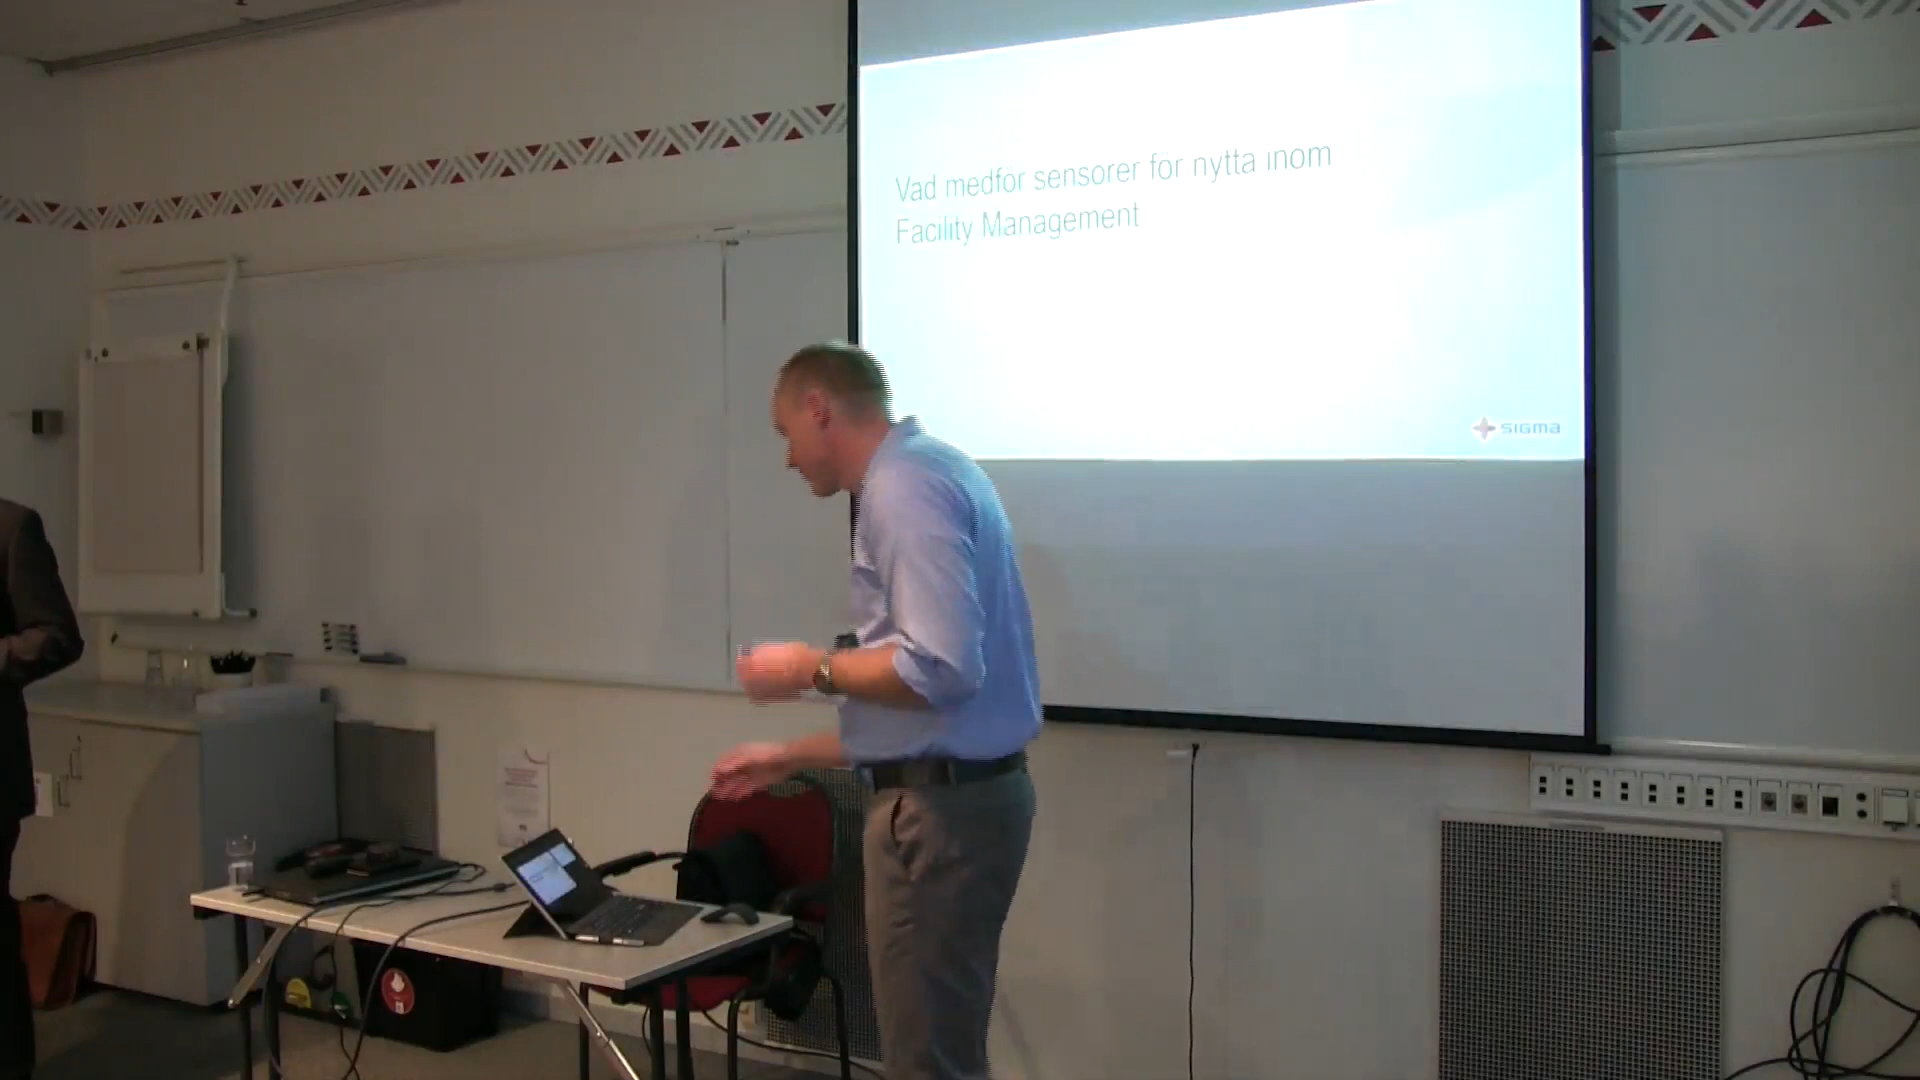 Vad medför sensorer för nytta inom
Facility Management
SIGMA